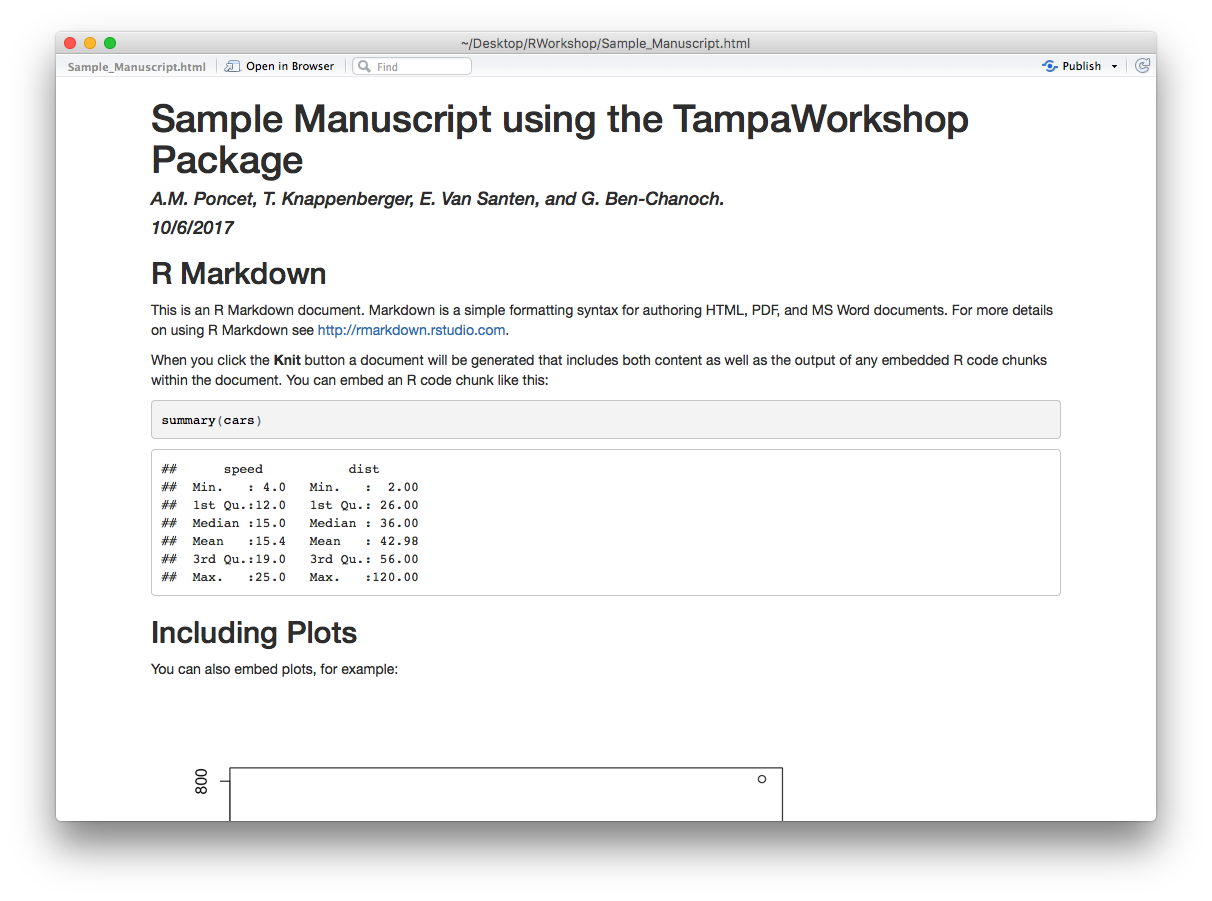 ~/Desktop/RWorkshop/Sample_Manuscript.html
Sample_Manuscript.html Open in Browser Find Publish
Sample Manuscript using the TampaWorkshop
Package
A.M. Poncet, T. Knappenberger, E. Van Santen, and G. Ben-Chanoch.
10/6/2017
R Markdown
This is an R Markdown document. Markdown is a simple formatting syntax for authoring HTML, PDF, and MS Word documents. For more details
on using R Markdown see http://rmarkdown.rstudio.com.
When you click the Knit button a document will be generated that includes both content as well as the output of any embedded R code chunks
within the document. You can embed an R code chunk like this:
summary(cars)
##      speed           dist
##  Min.   : 4.0   Min.   :  2.00
##  1st Qu.:12.0   1st Qu.: 26.00
##  Median :15.0   Median : 36.00
##  Mean   :15.4   Mean   : 42.98
##  3rd Qu.:19.0   3rd Qu.: 56.00
##  Max.   :25.0   Max.   :120.00
Including Plots
You can also embed plots, for example:
800